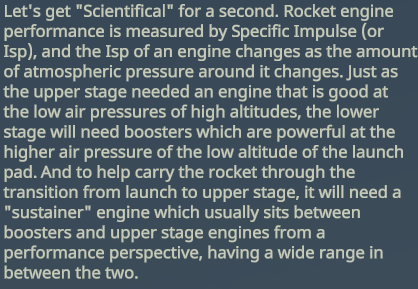 Let's get "Scientifical" for a second. Rocket engine
performance is measured by Specific Impulse (or
Isp), and the Isp of an engine changes as the amount
of atmospheric pressure around it changes. Just as
the upper stage needed an engine that is good at
the low air pressures of high altitudes, the lower
stage will need boosters which are powerful at the
higher air pressure of the low altitude of the launch
pad. And to help carry the rocket through the
transition from launch to upper stage, it will need a
"sustainer" engine which usually sits between
boosters and upper stage engines from a
performance perspective, having a wide range in
between the two.